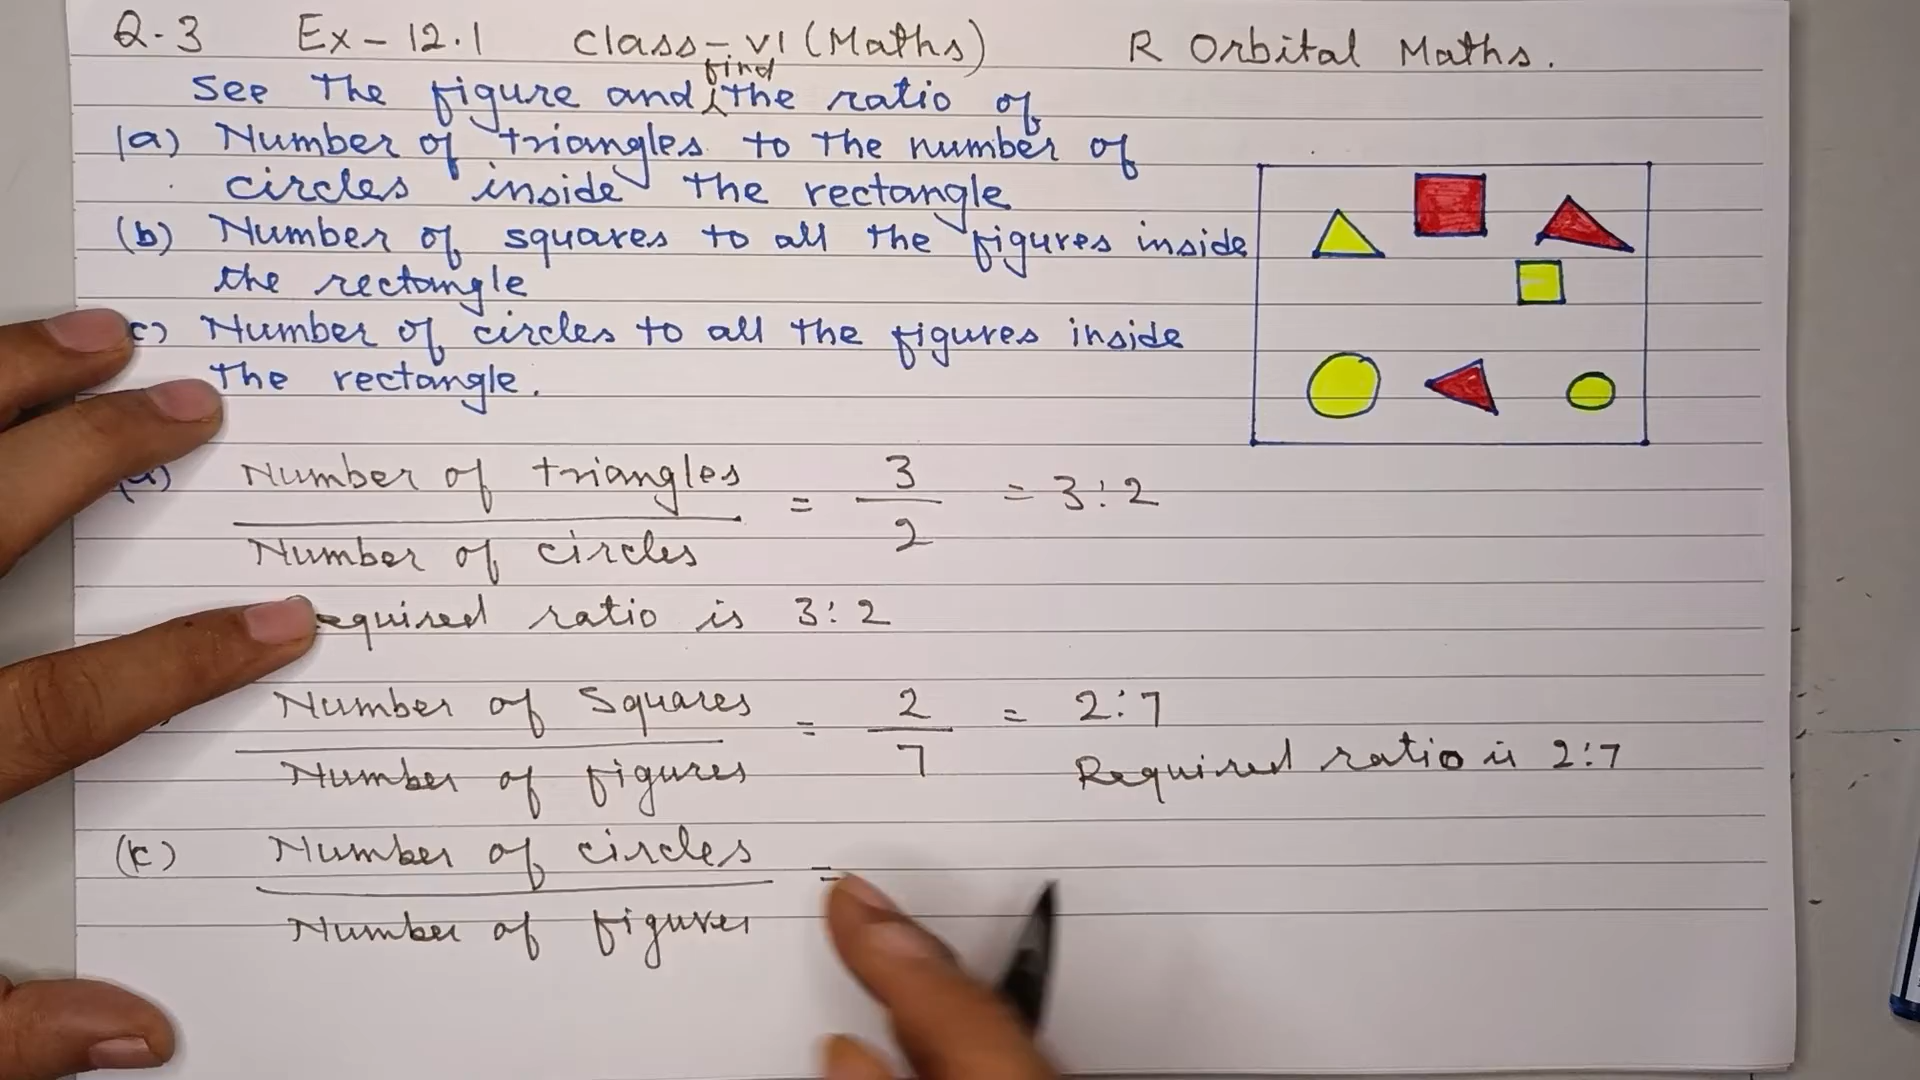 Q.3 Ex-12.1 Class-VI (Maths) R Orbital Maths.
find
See The figure and the ratio of
(a) Number of triangles to the number of
circles inside the rectangle
(b) Number of squares to all the figures inside
the rectangle
c) Number of circles to all the figures inside
The rectangle.
Number of triangles = 3 = 3:2
Number of circles 2
Required ratio is 3:2
Number of Squares = 2 = 2:7
Number of figures 7
Required ratio is 2:7
(c) Number of circles =
Number of figures